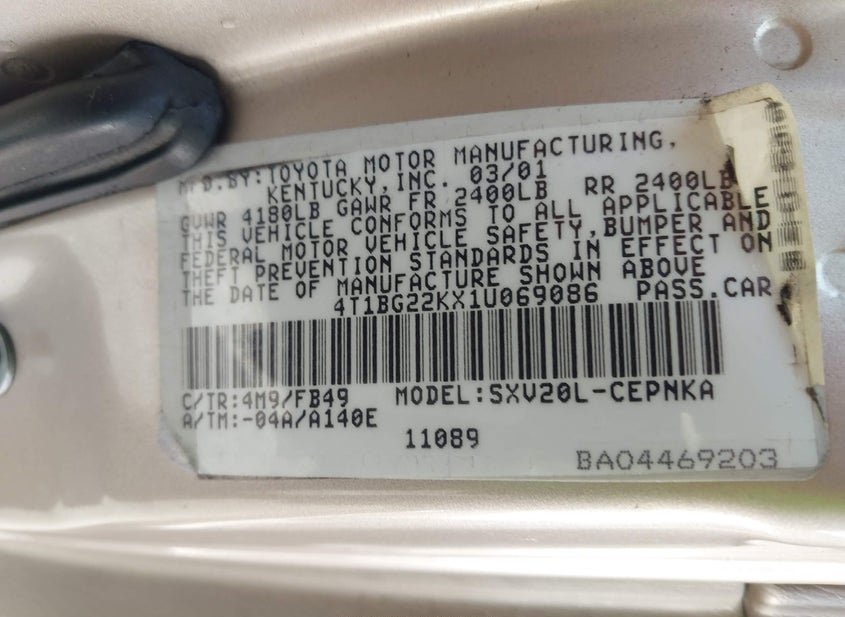 MFD.BY:TOYOTA MOTOR MANUFACTURING,
KENTUCKY,INC. 03/01
GVWR 4180LB GAWR FR 2400LB RR 2400LB
THIS VEHICLE CONFORMS TO ALL APPLICABLE
FEDERAL MOTOR VEHICLE SAFETY,BUMPER AND
THEFT PREVENTION STANDARDS IN EFFECT ON
THE DATE OF MANUFACTURE SHOWN ABOVE
4T1BG22KX1U069086 PASS.CAR
C/TR:4M9/FB49 MODEL:SXV20L-CEPNKA
A/TM:-04A/A140E
11089
BA04469203